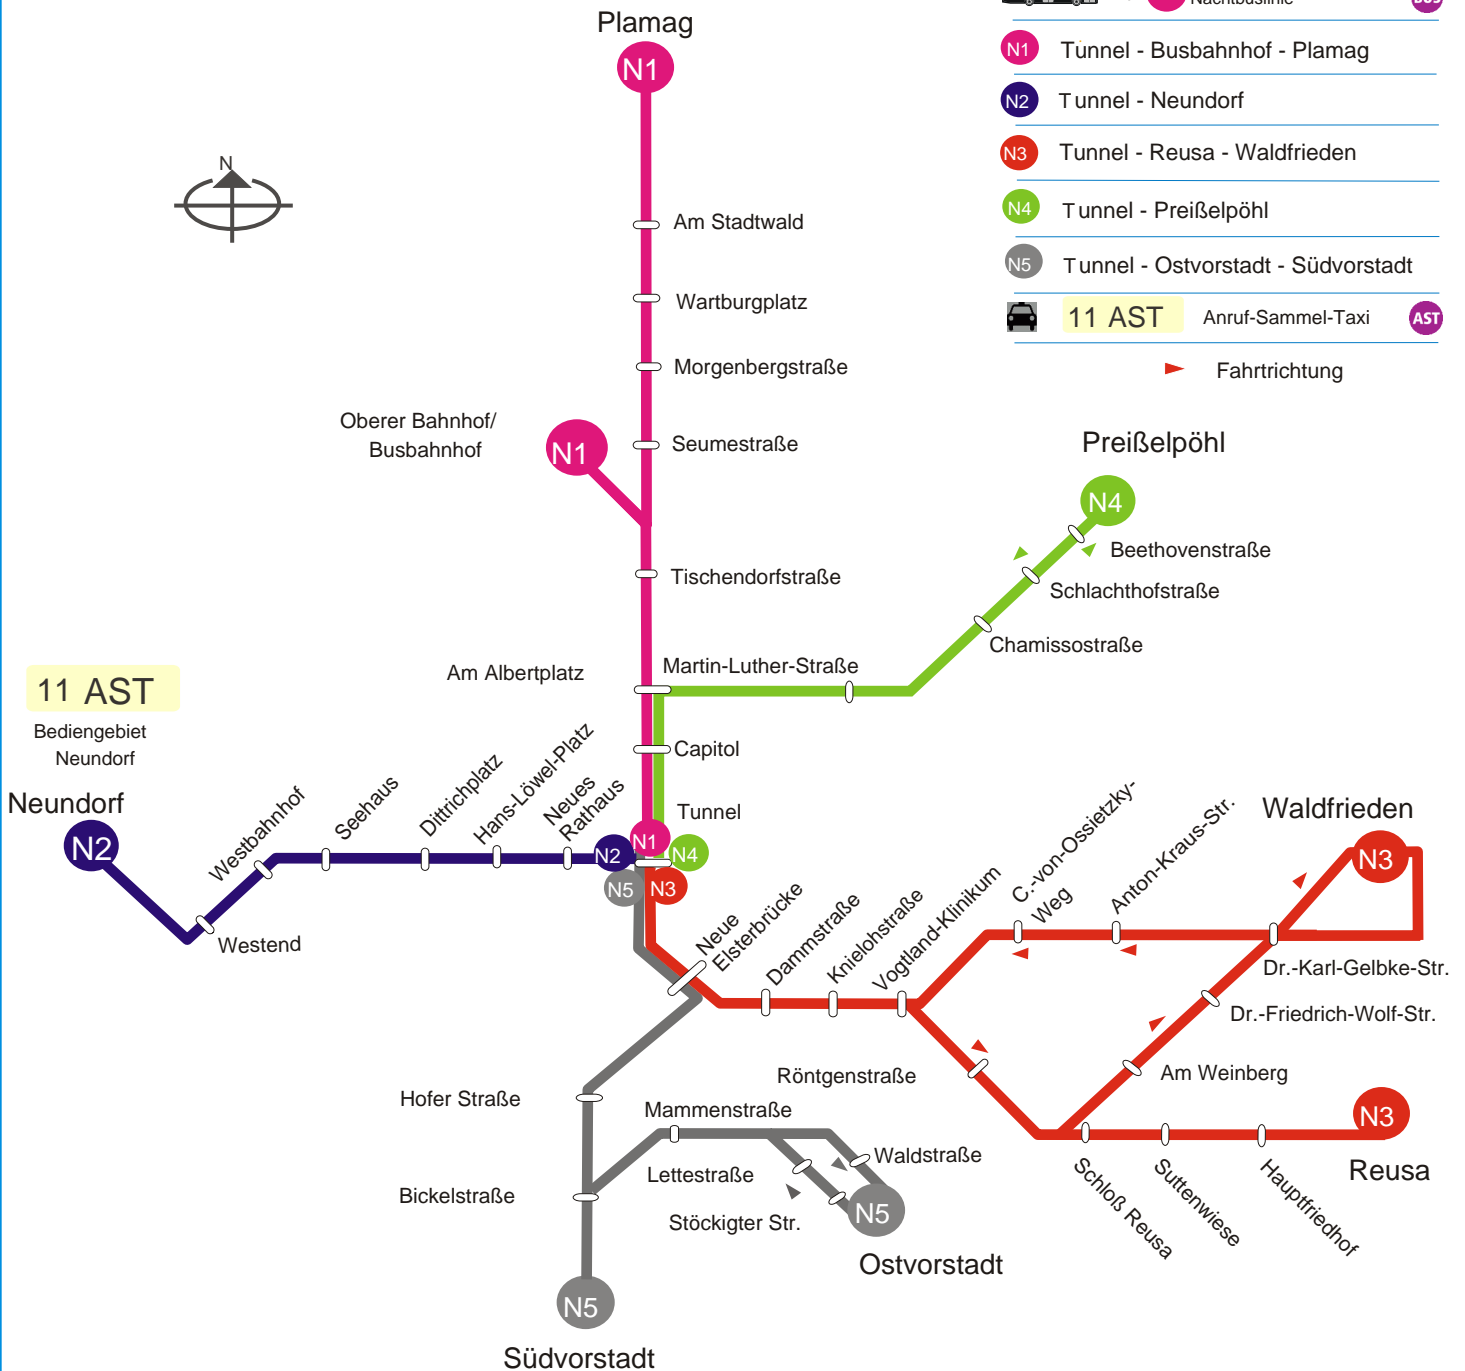 Nachtbuslinie
BUS
N1 Tunnel - Busbahnhof - Plamag
N2 Tunnel - Neundorf
N3 Tunnel - Reusa - Waldfrieden
N4 Tunnel - Preißelpöhl
N5 Tunnel - Ostvorstadt - Südvorstadt
11 AST Anruf-Sammel-Taxi AST
Fahrtrichtung
N
Plamag
N1
Am Stadtwald
Wartburgplatz
Morgenbergstraße
Oberer Bahnhof/
Busbahnhof
N1
Seumestraße
Tischendorfstraße
Preißelpöhl
N4
Beethovenstraße
Schlachthofstraße
Chamissostraße
Martin-Luther-Straße
Am Albertplatz
Capitol
Tunnel
11 AST
Bediengebiet
Neundorf
Neundorf
N2
Westend
Westbahnhof
Seehaus
Dittrichplatz
Hans-Löwel-Platz
Neues
Rathaus
N2
N1
N4
N5
N3
Neue
Elsterbrücke
Dammstraße
Knielohstraße
Vogtland-Klinikum
C.-von-Ossietzky-
Weg
Anton-Kraus-Str.
Waldfrieden
N3
Dr.-Karl-Gelbke-Str.
Dr.-Friedrich-Wolf-Str.
Am Weinberg
Röntgenstraße
N3
Reusa
Schloß Reusa
Suttenwiese
Hauptfriedhof
Hofer Straße
Mammenstraße
Waldstraße
Lettestraße
Bickelstraße
Stöckigter Str.
N5
Ostvorstadt
N5
Südvorstadt